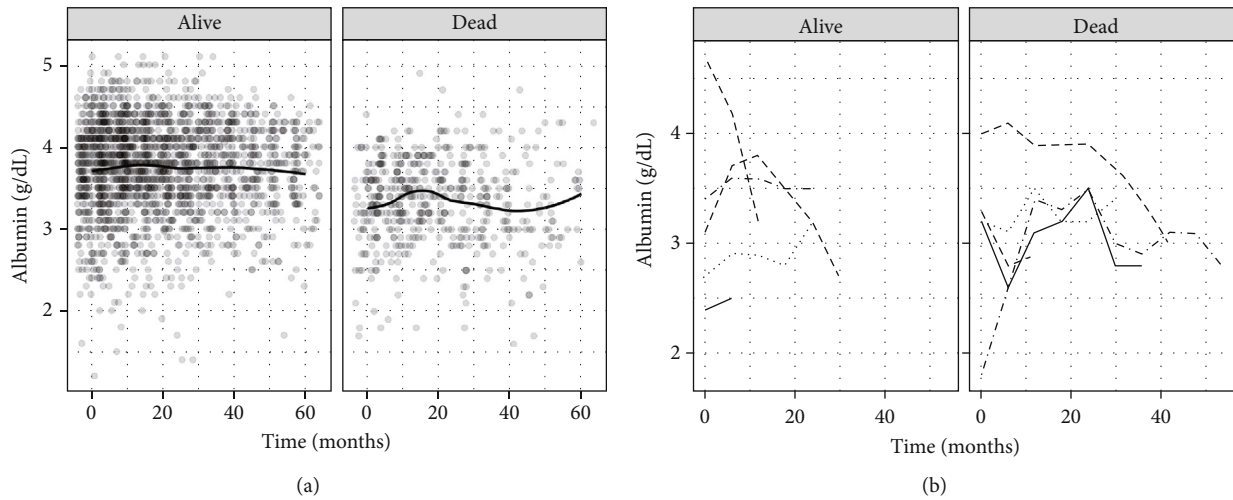 Alive Dead
Albumin (g/dL)
5
4
3
2
0 20 40 60 0 20 40 60
Time (months)
(a)
Alive Dead
Albumin (g/dL)
4
3
2
0 20 40 0 20 40
Time (months)
(b)